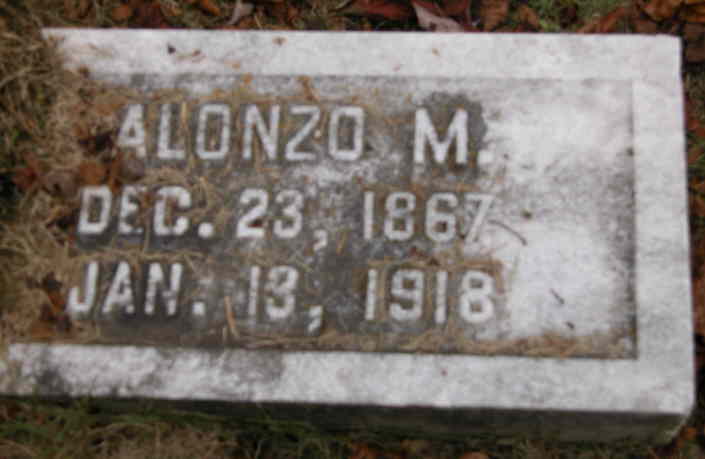 ALONZO M.
DEC. 23, 1867
JAN. 13, 1918